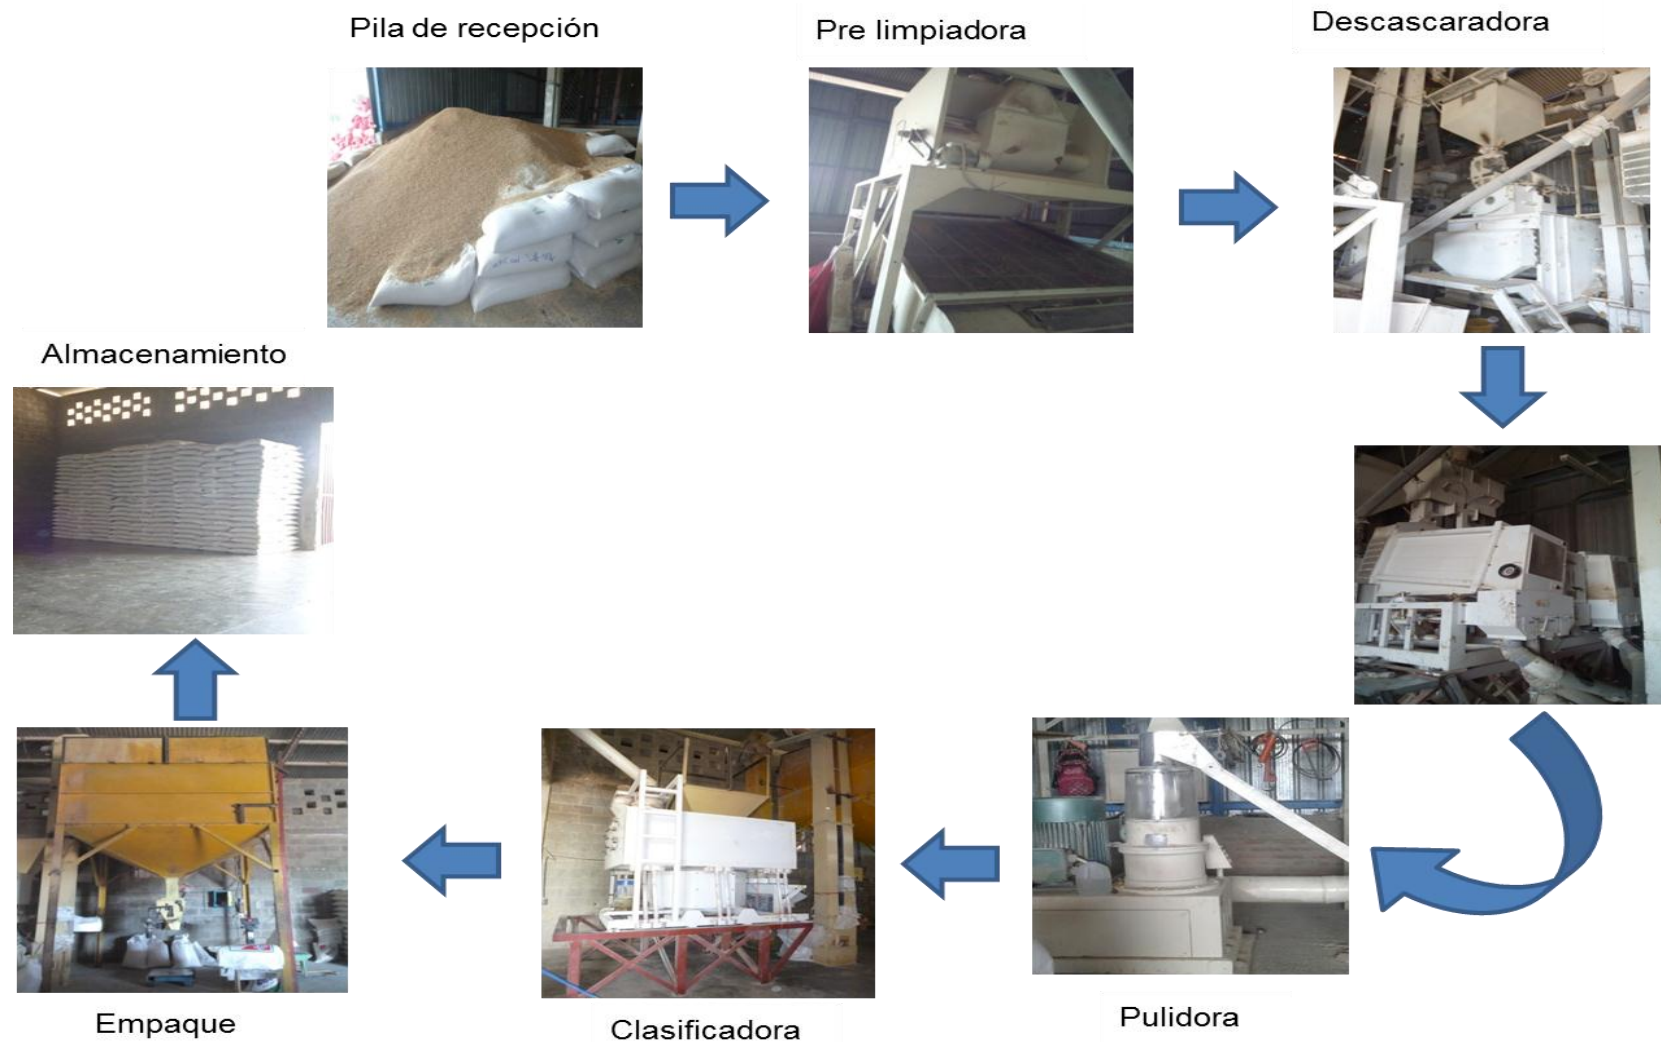 Pila de recepción
Pre limpiadora
Descascaradora
Almacenamiento
Empaque
Clasificadora
Pulidora